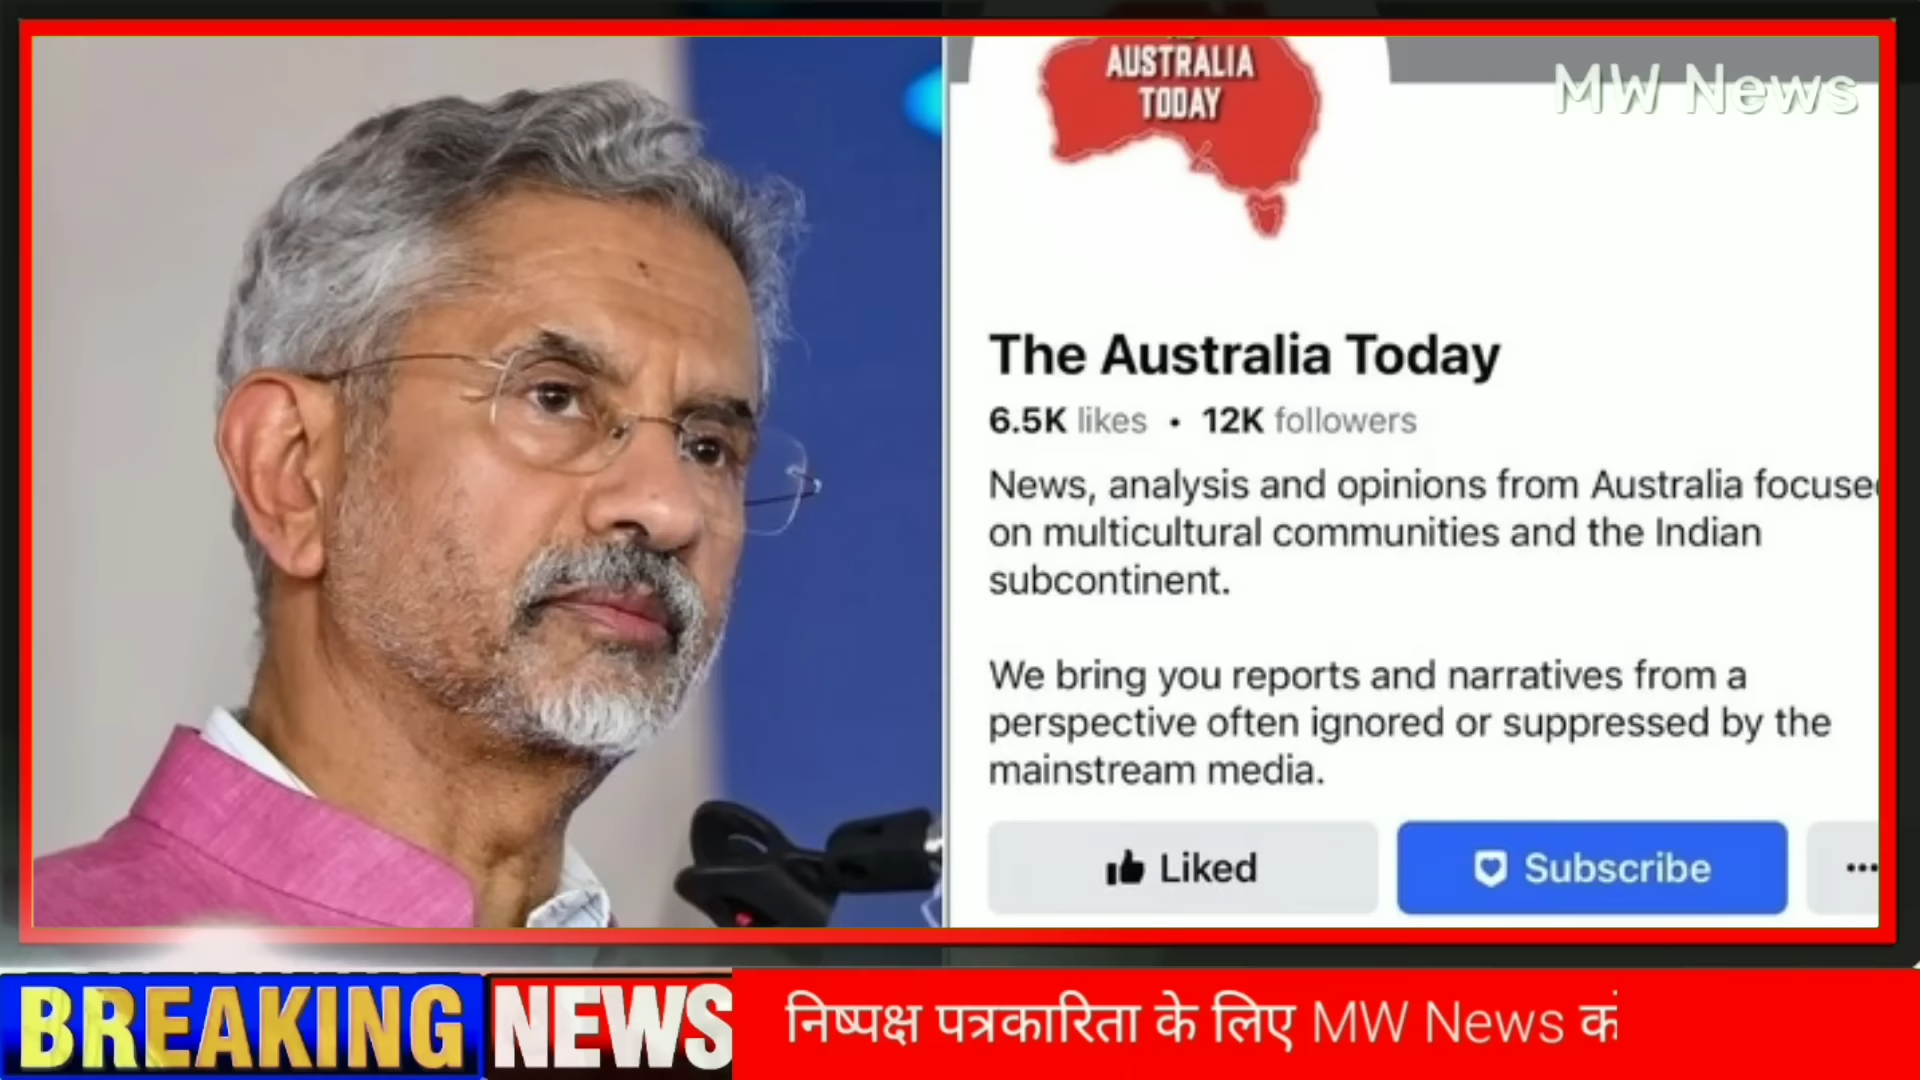 AUSTRALIA
TODAY
MW News
The Australia Today
6.5K likes • 12K followers
News, analysis and opinions from Australia
on multicultural communities and the Indian
subcontinent.
We bring you reports and narratives from a
perspective often ignored or suppressed by the
mainstream media.
Liked
Subscribe
...
BREAKING NEWS
निष्पक्ष पत्रकारिता के लिए MW News